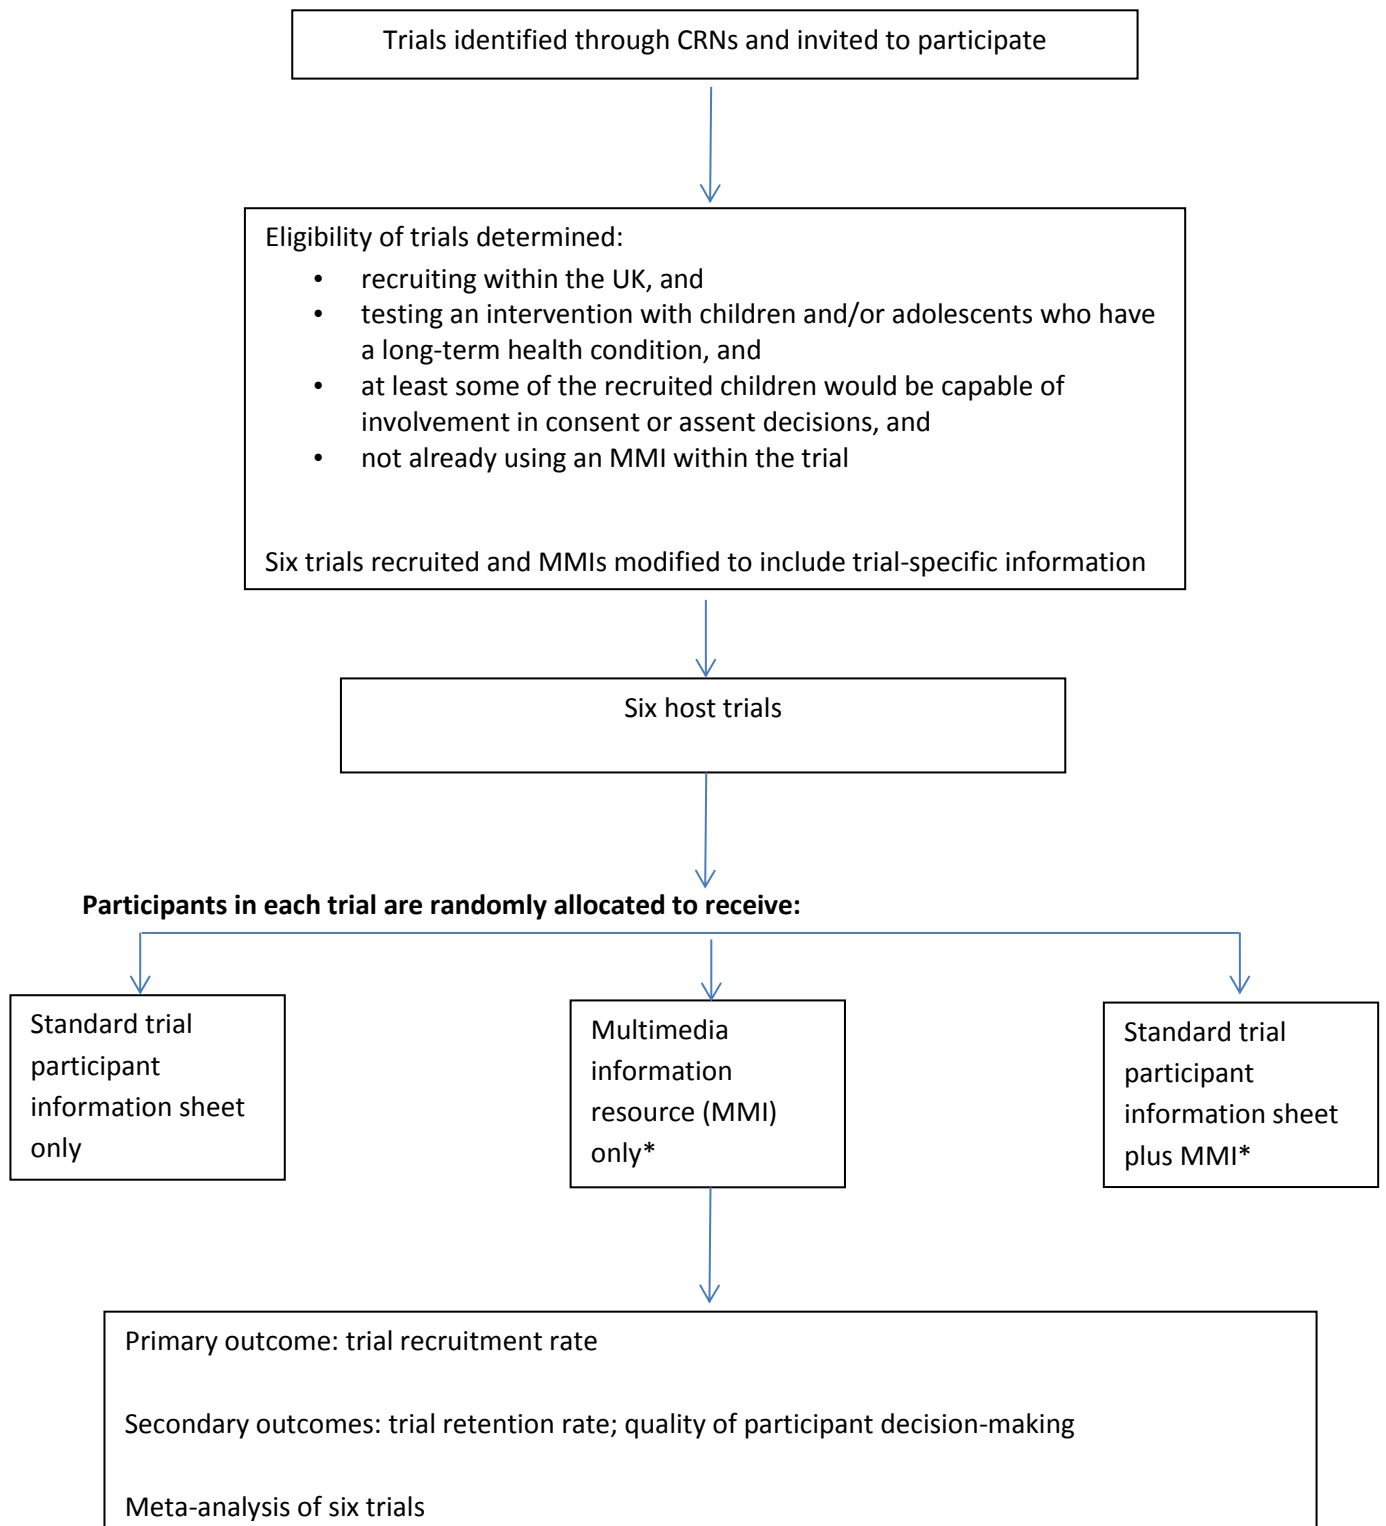 Trials identified through CRNs and invited to participate
Eligibility of trials determined:
• recruiting within the UK, and
• testing an intervention with children and/or adolescents who have
a long-term health condition, and
• at least some of the recruited children would be capable of
involvement in consent or assent decisions, and
• not already using an MMI within the trial
Six trials recruited and MMIs modified to include trial-specific information
Six host trials
Participants in each trial are randomly allocated to receive:
Standard trial
participant
information sheet
only
Multimedia
information
resource (MMI)
only*
Standard trial
participant
information sheet
plus MMI*
Primary outcome: trial recruitment rate
Secondary outcomes: trial retention rate; quality of participant decision-making
Meta-analysis of six trials